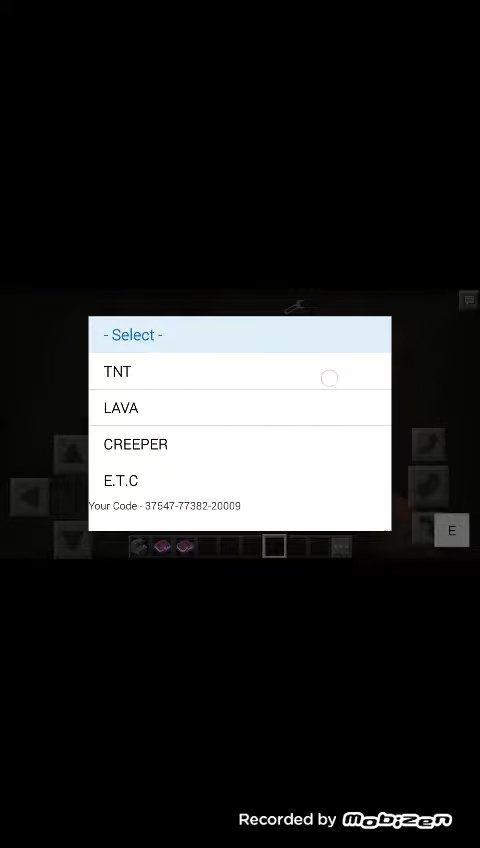 - Select -
TNT
LAVA
CREEPER
E.T.C
Your Code - 37547-77382-20009
E
Recorded by Mobizen